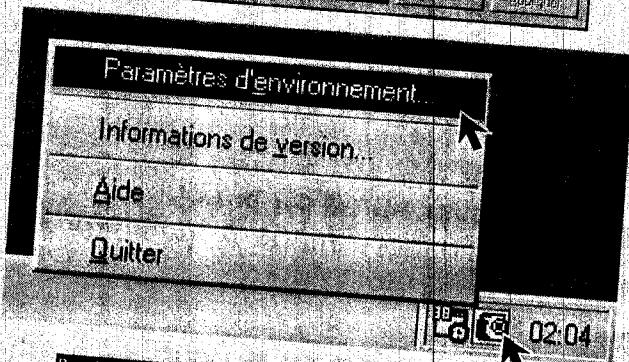 Paramètres d'environnement...
Informations de version...
Aide
Quitter
02:04